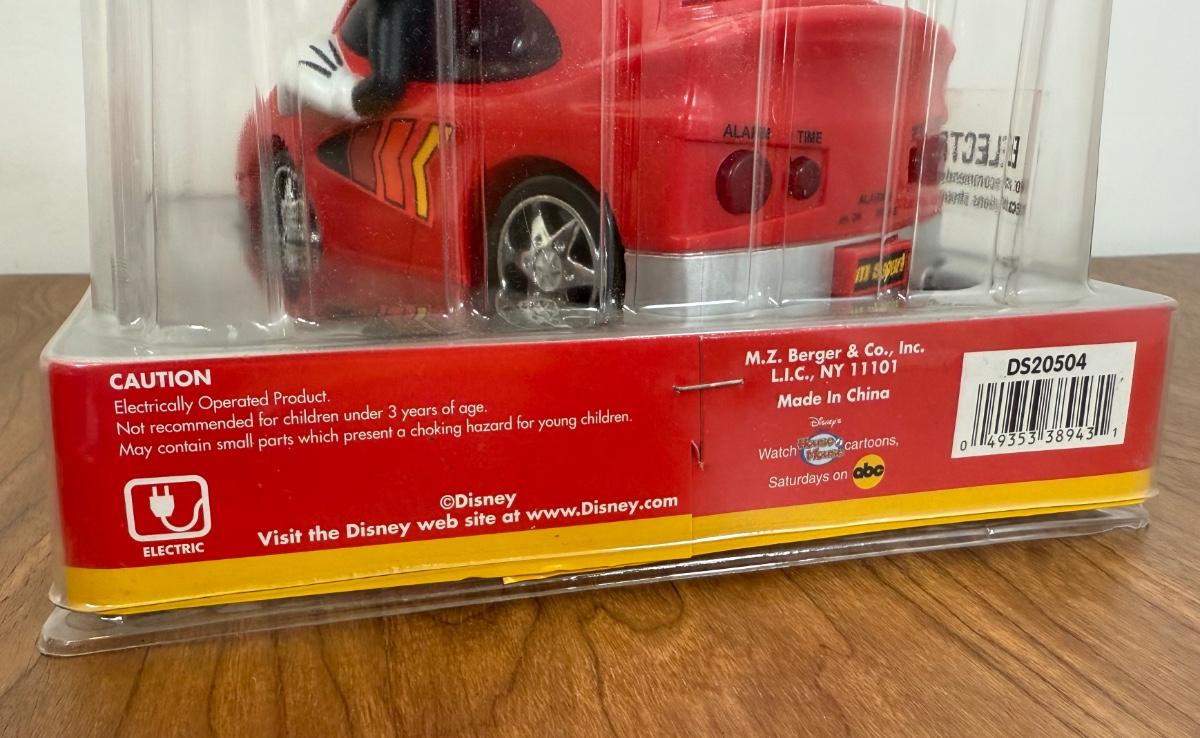 ALARM TIME
ALARM
CAUTION
Electrically Operated Product.
Not recommended for children under 3 years of age.
May contain small parts which present a choking hazard for young children.
ELECTRIC
©Disney
Visit the Disney web site at www.Disney.com
M.Z. Berger & Co., Inc.
L.I.C., NY 11101
Made In China
Disney's
Watch House of Mouse cartoons,
Saturdays on abc
DS20504
0 49353 38943 1